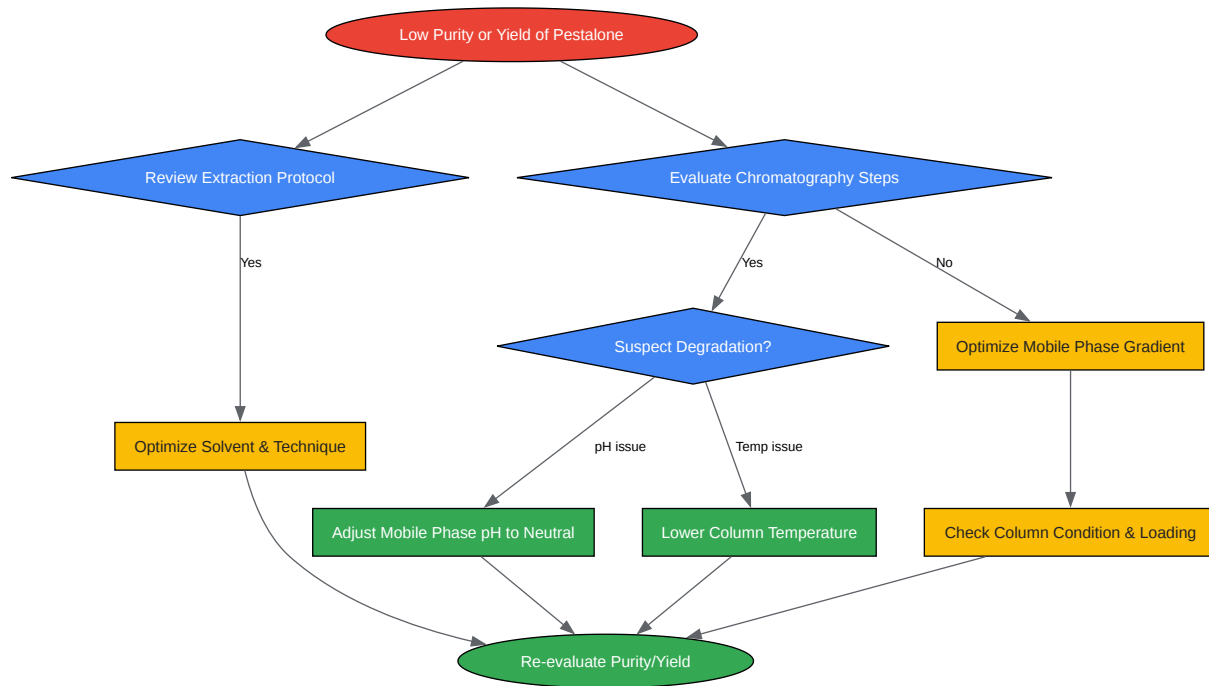 Low Purity or Yield of Pestalone
Review Extraction Protocol
Evaluate Chromatography Steps
Yes
Yes
No
Suspect Degradation?
Optimize Mobile Phase Gradient
Optimize Solvent & Technique
pH issue
Temp issue
Adjust Mobile Phase pH to Neutral
Lower Column Temperature
Check Column Condition & Loading
Re-evaluate Purity/Yield